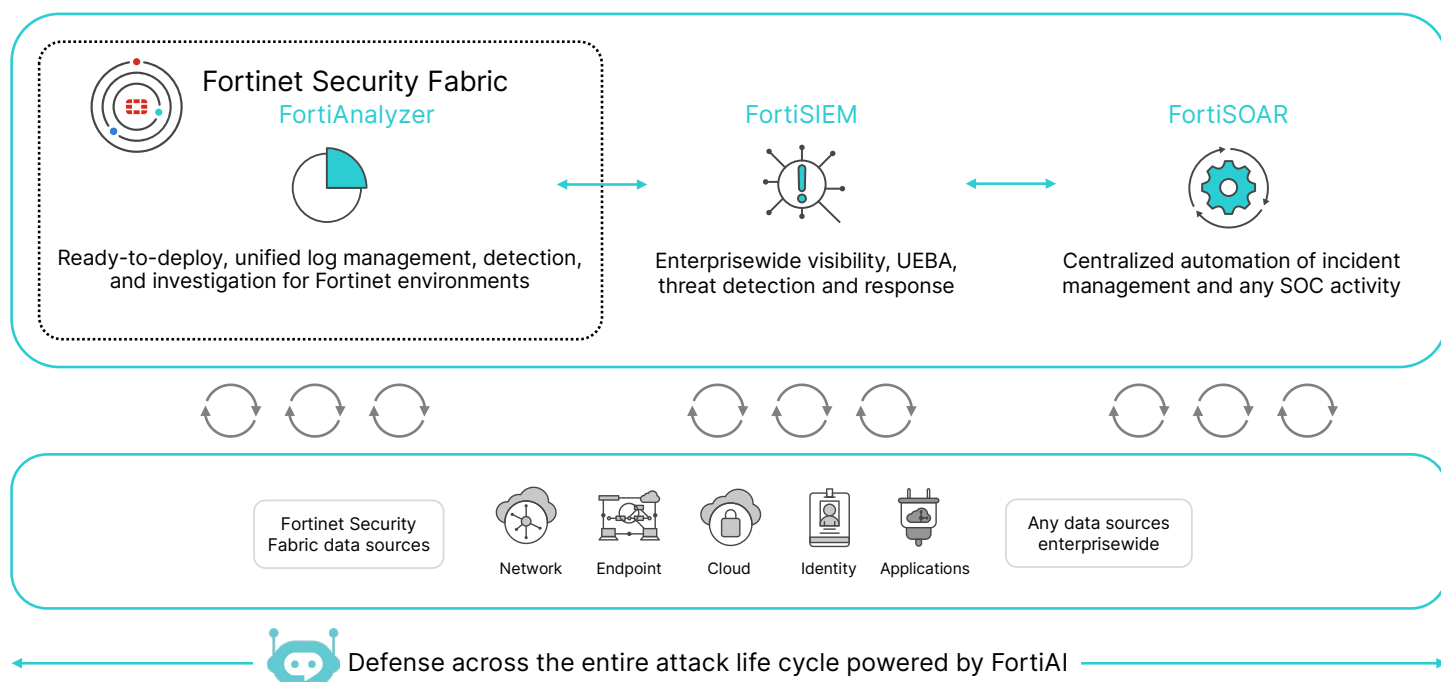 Fortinet Security Fabric
FortiAnalyzer
Ready-to-deploy, unified log management, detection,
and investigation for Fortinet environments
FortiSIEM
Enterprisewide visibility, UEBA,
threat detection and response
FortiSOAR
Centralized automation of incident
management and any SOC activity
Fortinet Security
Fabric data sources
Network
Endpoint
Cloud
Identity
Applications
Any data sources
enterprisewide
Defense across the entire attack life cycle powered by FortiAI